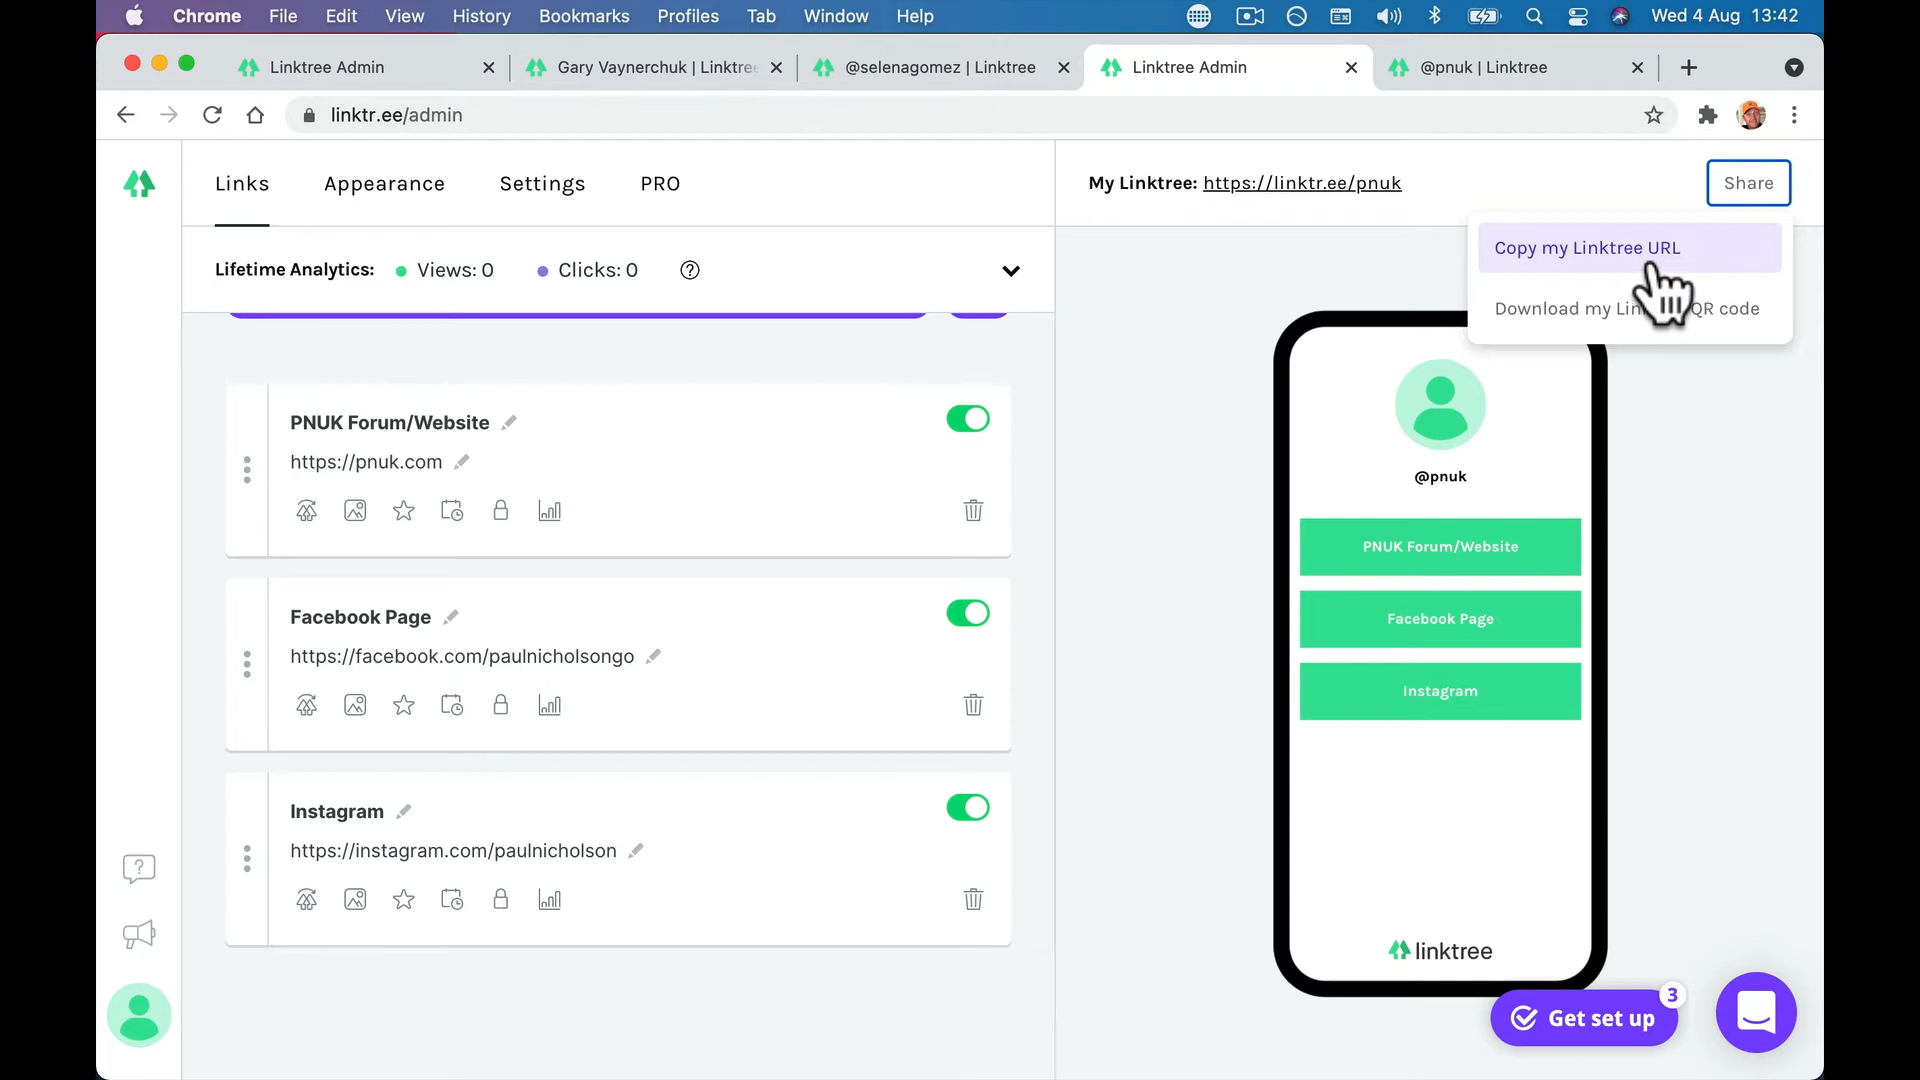 Chrome File Edit View History Bookmarks Profiles Tab Window Help Wed 4 Aug 13:42
Linktree Admin Gary Vaynerchuk | Linktree @selenagomez | Linktree Linktree Admin @pnuk | Linktree
linktr.ee/admin
Links Appearance Settings PRO
My Linktree: https://linktr.ee/pnuk Share
Copy my Linktree URL
Download my QR code
Lifetime Analytics: Views: 0 Clicks: 0 ?
PNUK Forum/Website
https://pnuk.com
Facebook Page
https://facebook.com/paulnicholsongo
Instagram
https://instagram.com/paulnicholson
@pnuk
PNUK Forum/Website
Facebook Page
Instagram
linktree
Get set up 3